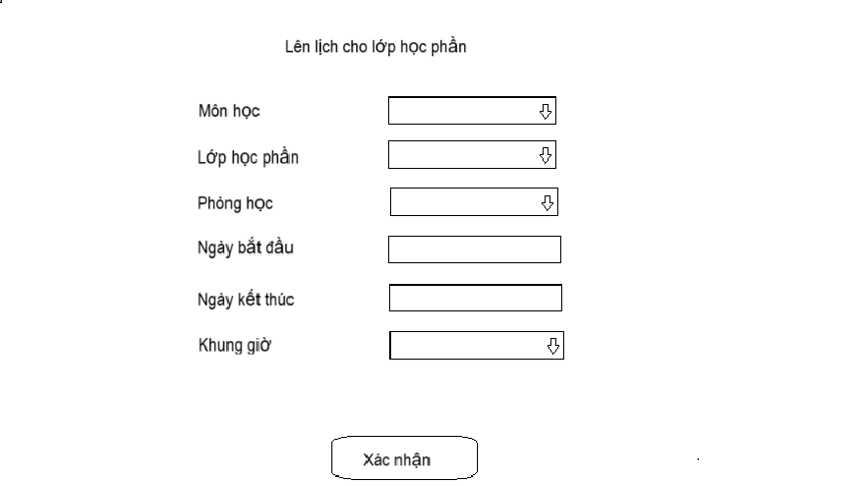 Lên lịch cho lớp học phần
Môn học
Lớp học phần
Phòng học
Ngày bắt đầu
Ngày kết thúc
Khung giờ
Xác nhận